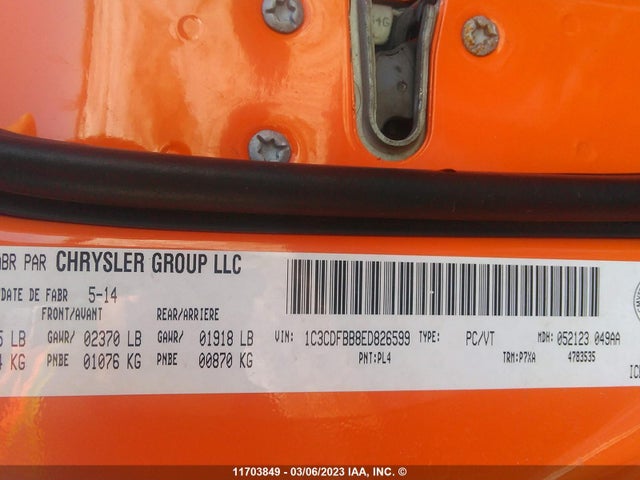 G
ABR PAR CHRYSLER GROUP LLC
DATE DE FABR 5-14
FRONT/AVANT REAR/ARRIERE
LB GAWR/ 02370 LB GAWR/ 01918 LB VIN: 1C3CDFBB8ED826599 TYPE: PC/VT MDH: 052123 049AA
KG PNBE 01076 KG PNBE 00870 KG PNT:PL4 TRM:P7XA 4783535
11703849 - 03/06/2023 IAA, INC. ©